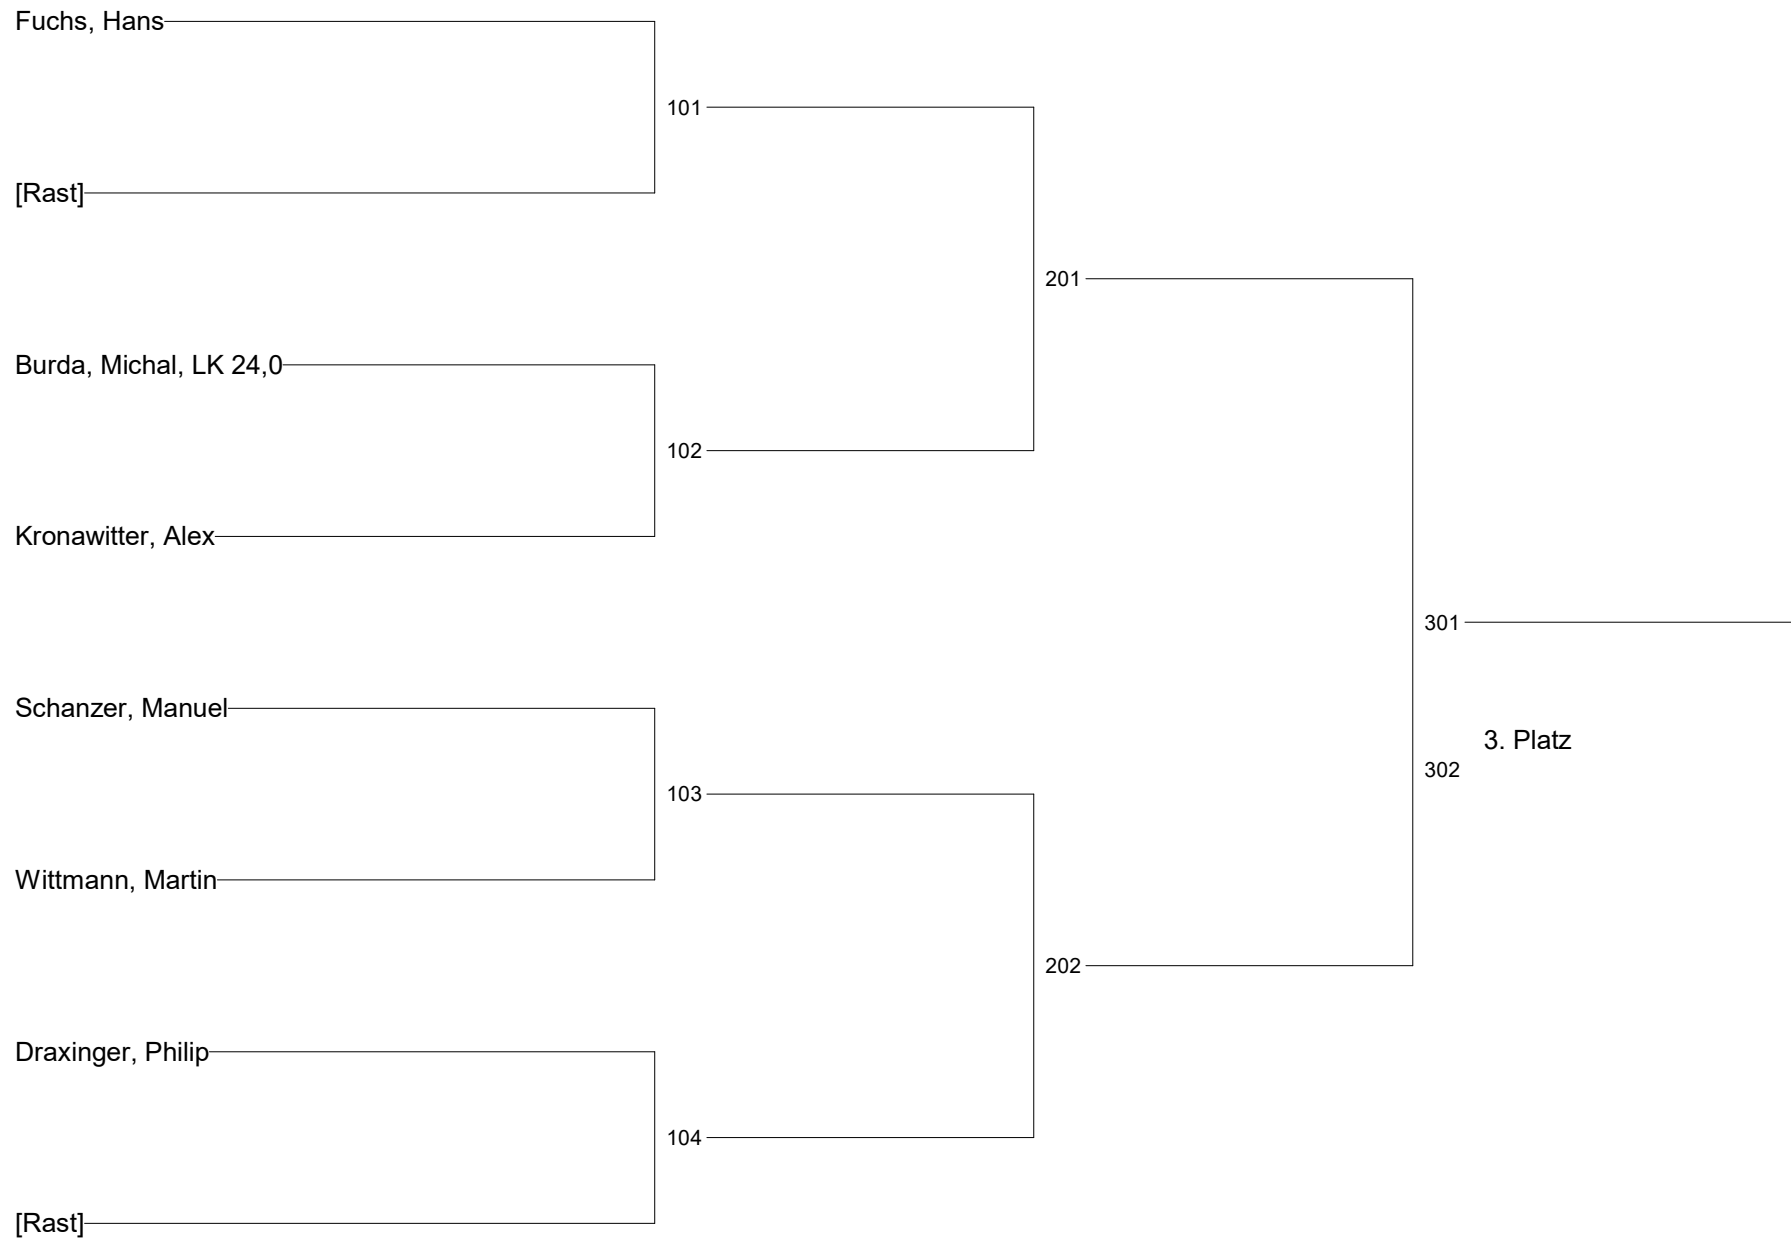 Fuchs, Hans
101
[Rast]
201
Burda, Michal, LK 24,0
102
Kronawitter, Alex
301
Schanzer, Manuel
3. Platz
302
103
Wittmann, Martin
202
Draxinger, Philip
104
[Rast]